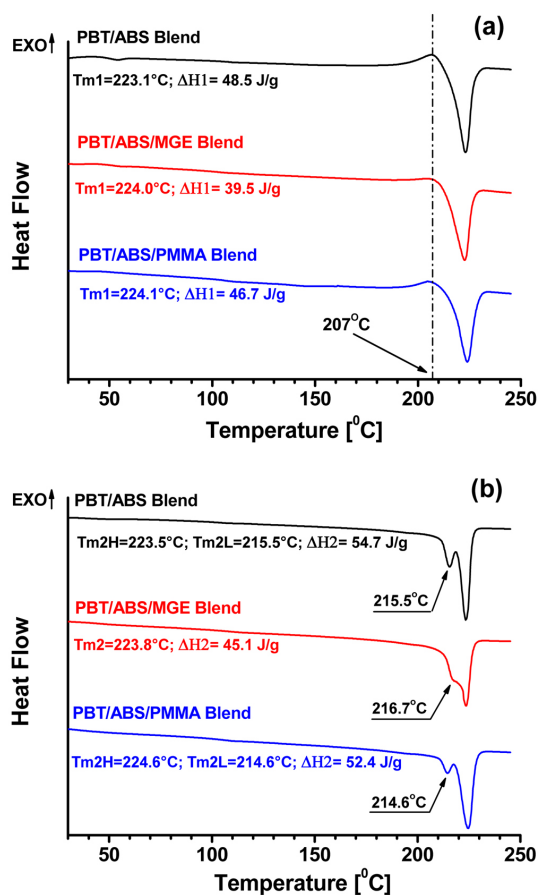 (a)
EXO↑
PBT/ABS Blend
Tm1=223.1°C; ΔH1= 48.5 J/g
PBT/ABS/MGE Blend
Tm1=224.0°C; ΔH1= 39.5 J/g
PBT/ABS/PMMA Blend
Tm1=224.1°C; ΔH1= 46.7 J/g
207°C
Heat Flow
50 100 150 200 250
Temperature [⁰C]
(b)
EXO↑
PBT/ABS Blend
Tm2H=223.5°C; Tm2L=215.5°C; ΔH2= 54.7 J/g
215.5°C
PBT/ABS/MGE Blend
Tm2=223.8°C; ΔH2= 45.1 J/g
216.7°C
PBT/ABS/PMMA Blend
Tm2H=224.6°C; Tm2L=214.6°C; ΔH2= 52.4 J/g
214.6°C
Heat Flow
50 100 150 200 250
Temperature [⁰C]